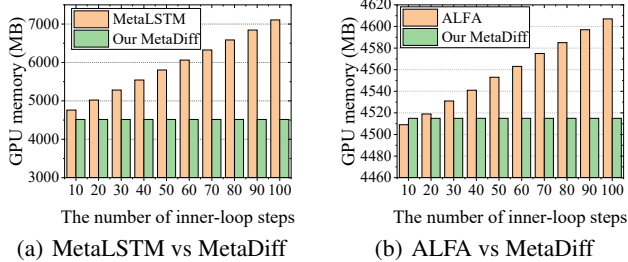 MetaLSTM
Our MetaDiff
GPU memory (MB)
7000
6000
5000
4000
3000
10 20 30 40 50 60 70 80 90 100
The number of inner-loop steps
(a) MetaLSTM vs MetaDiff
ALFA
Our MetaDiff
GPU memory (MB)
4620
4600
4580
4560
4540
4520
4500
4480
4460
10 20 30 40 50 60 70 80 90 100
The number of inner-loop steps
(b) ALFA vs MetaDiff